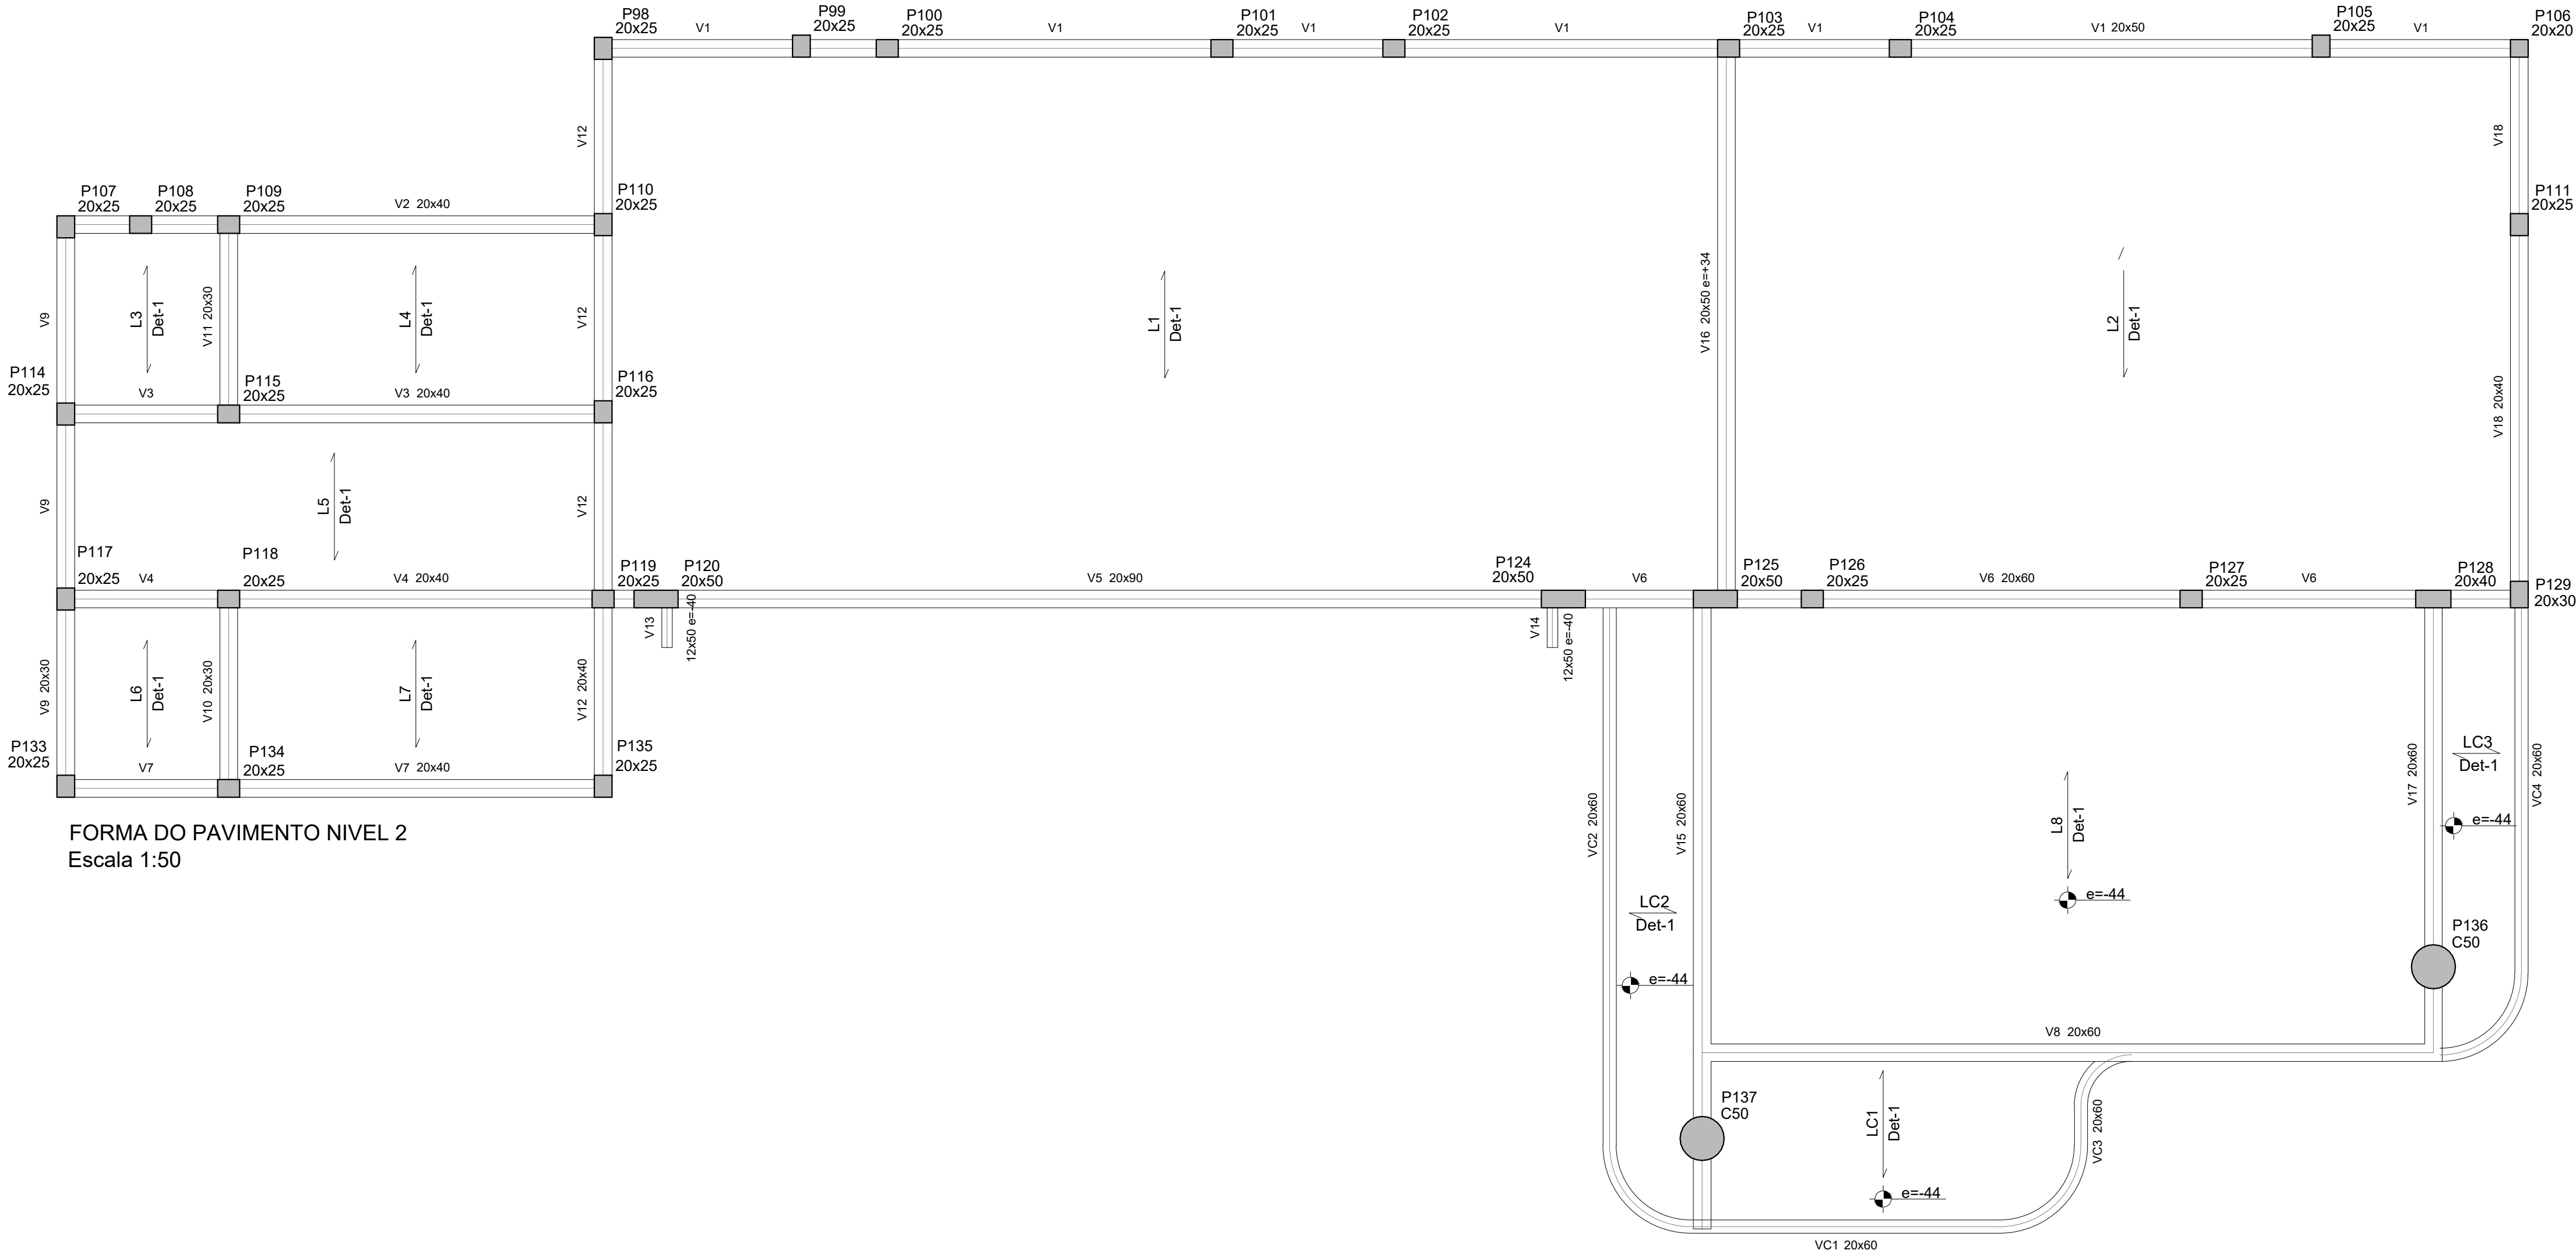 P98
20x25
V1
P99
20x25
P100
20x25
V1
P101
20x25
V1
P102
20x25
V1
P103
20x25
V1
P104
20x25
V1 20x50
P105
20x25
V1
P106
20x20
V12
V18
P107
20x25
P108
20x25
P109
20x25
V2 20x40
P110
20x25
P111
20x25
V9
L3
Det-1
V11 20x30
L4
Det-1
V12
L1
Det-1
V16 20x50 e=+34
L2
Det-1
V18 20x40
P114
20x25
V3
P115
20x25
V3 20x40
P116
20x25
V9
L5
Det-1
V12
P117
20x25
V4
P118
20x25
V4 20x40
P119
20x25
P120
20x50
V5 20x90
P124
20x50
V6
P125
20x50
P126
20x25
V6 20x60
P127
20x25
V6
P128
20x40
P129
20x30
V13
12x50 e=-40
V14
12x50 e=-40
V9 20x30
L6
Det-1
V10 20x30
L7
Det-1
V12 20x40
P133
20x25
V7
P134
20x25
V7 20x40
P135
20x25
FORMA DO PAVIMENTO NIVEL 2
Escala 1:50
VC2 20x60
V15 20x60
L8
Det-1
e=-44
V17 20x60
LC3
Det-1
e=-44
VC4 20x60
LC2
Det-1
e=-44
P136
C50
V8 20x60
P137
C50
LC1
Det-1
e=-44
VC3 20x60
VC1 20x60